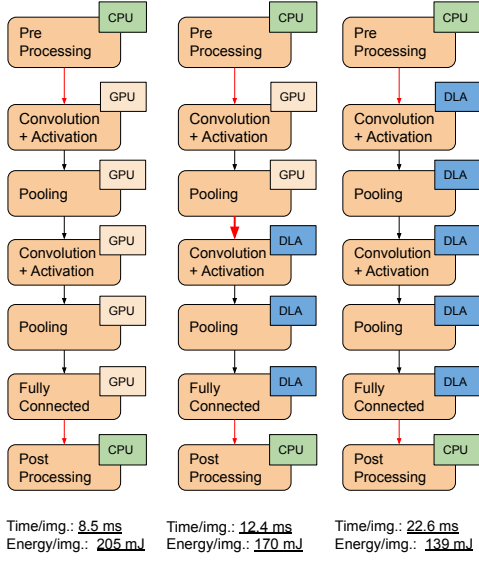 CPU
Pre
Processing
GPU
Convolution
+ Activation
GPU
Pooling
GPU
Convolution
+ Activation
GPU
Pooling
GPU
Fully
Connected
CPU
Post
Processing
Time/img.: 8.5 ms
Energy/img.: 205 mJ
CPU
Pre
Processing
GPU
Convolution
+ Activation
GPU
Pooling
DLA
Convolution
+ Activation
DLA
Pooling
DLA
Fully
Connected
CPU
Post
Processing
Time/img.: 12.4 ms
Energy/img.: 170 mJ
CPU
Pre
Processing
DLA
Convolution
+ Activation
DLA
Pooling
DLA
Convolution
+ Activation
DLA
Pooling
DLA
Fully
Connected
CPU
Post
Processing
Time/img.: 22.6 ms
Energy/img.: 139 mJ